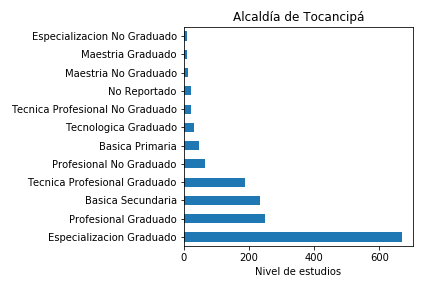 Alcaldía de Tocancipá
Especializacion No Graduado
Maestria Graduado
Maestria No Graduado
No Reportado
Tecnica Profesional No Graduado
Tecnologica Graduado
Basica Primaria
Profesional No Graduado
Tecnica Profesional Graduado
Basica Secundaria
Profesional Graduado
Especializacion Graduado
0 200 400 600
Nivel de estudios